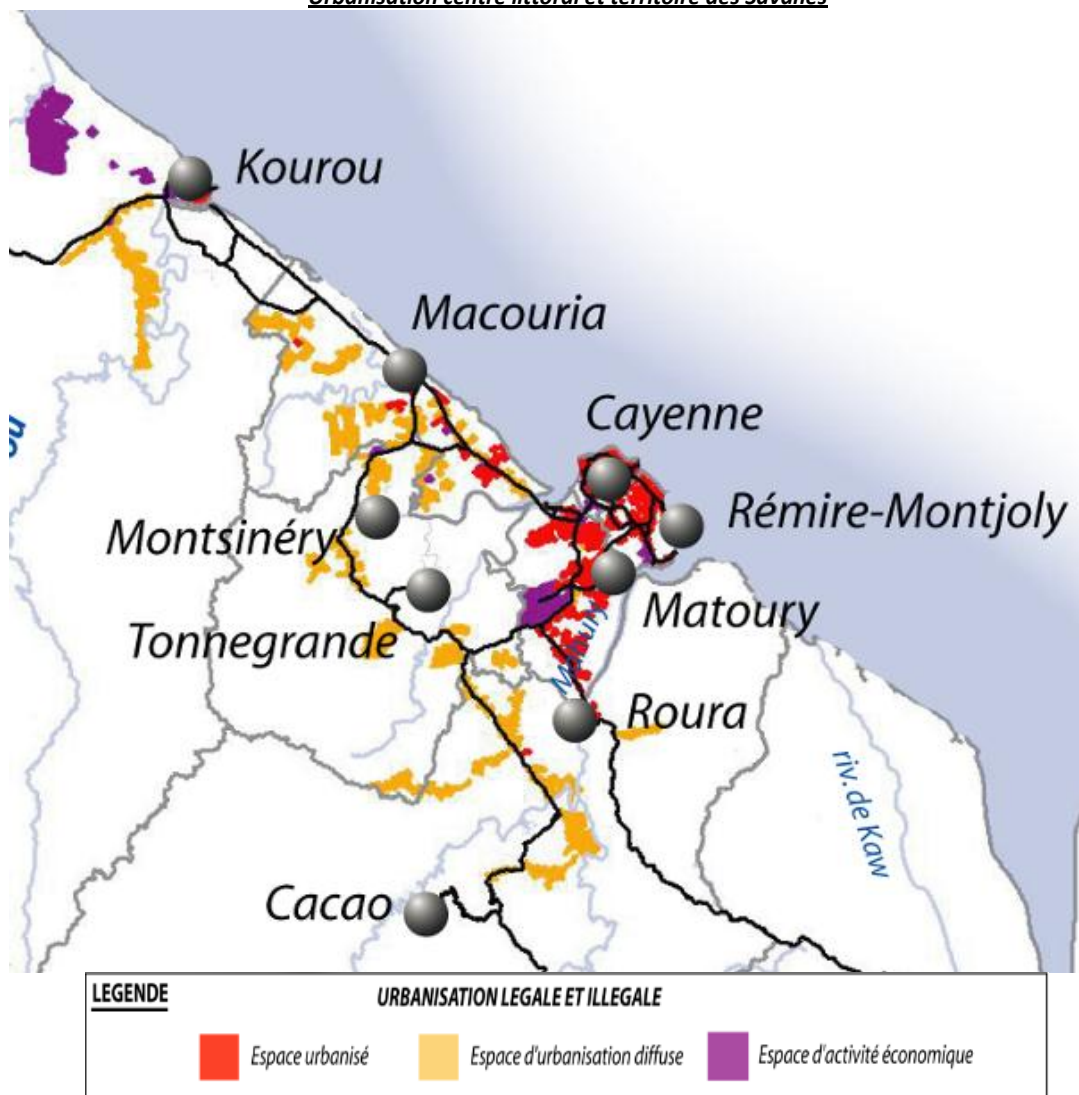 Urbanisation centre littoral et territoire des Savanes
Kourou
Macouria
Cayenne
Rémire-Montjoly
Montsinéry
Matoury
Tonnegrande
Mahury
Roura
riv. de Kaw
Cacao
LEGENDE
URBANISATION LEGALE ET ILLEGALE
Espace urbanisé
Espace d'urbanisation diffuse
Espace d'activité économique